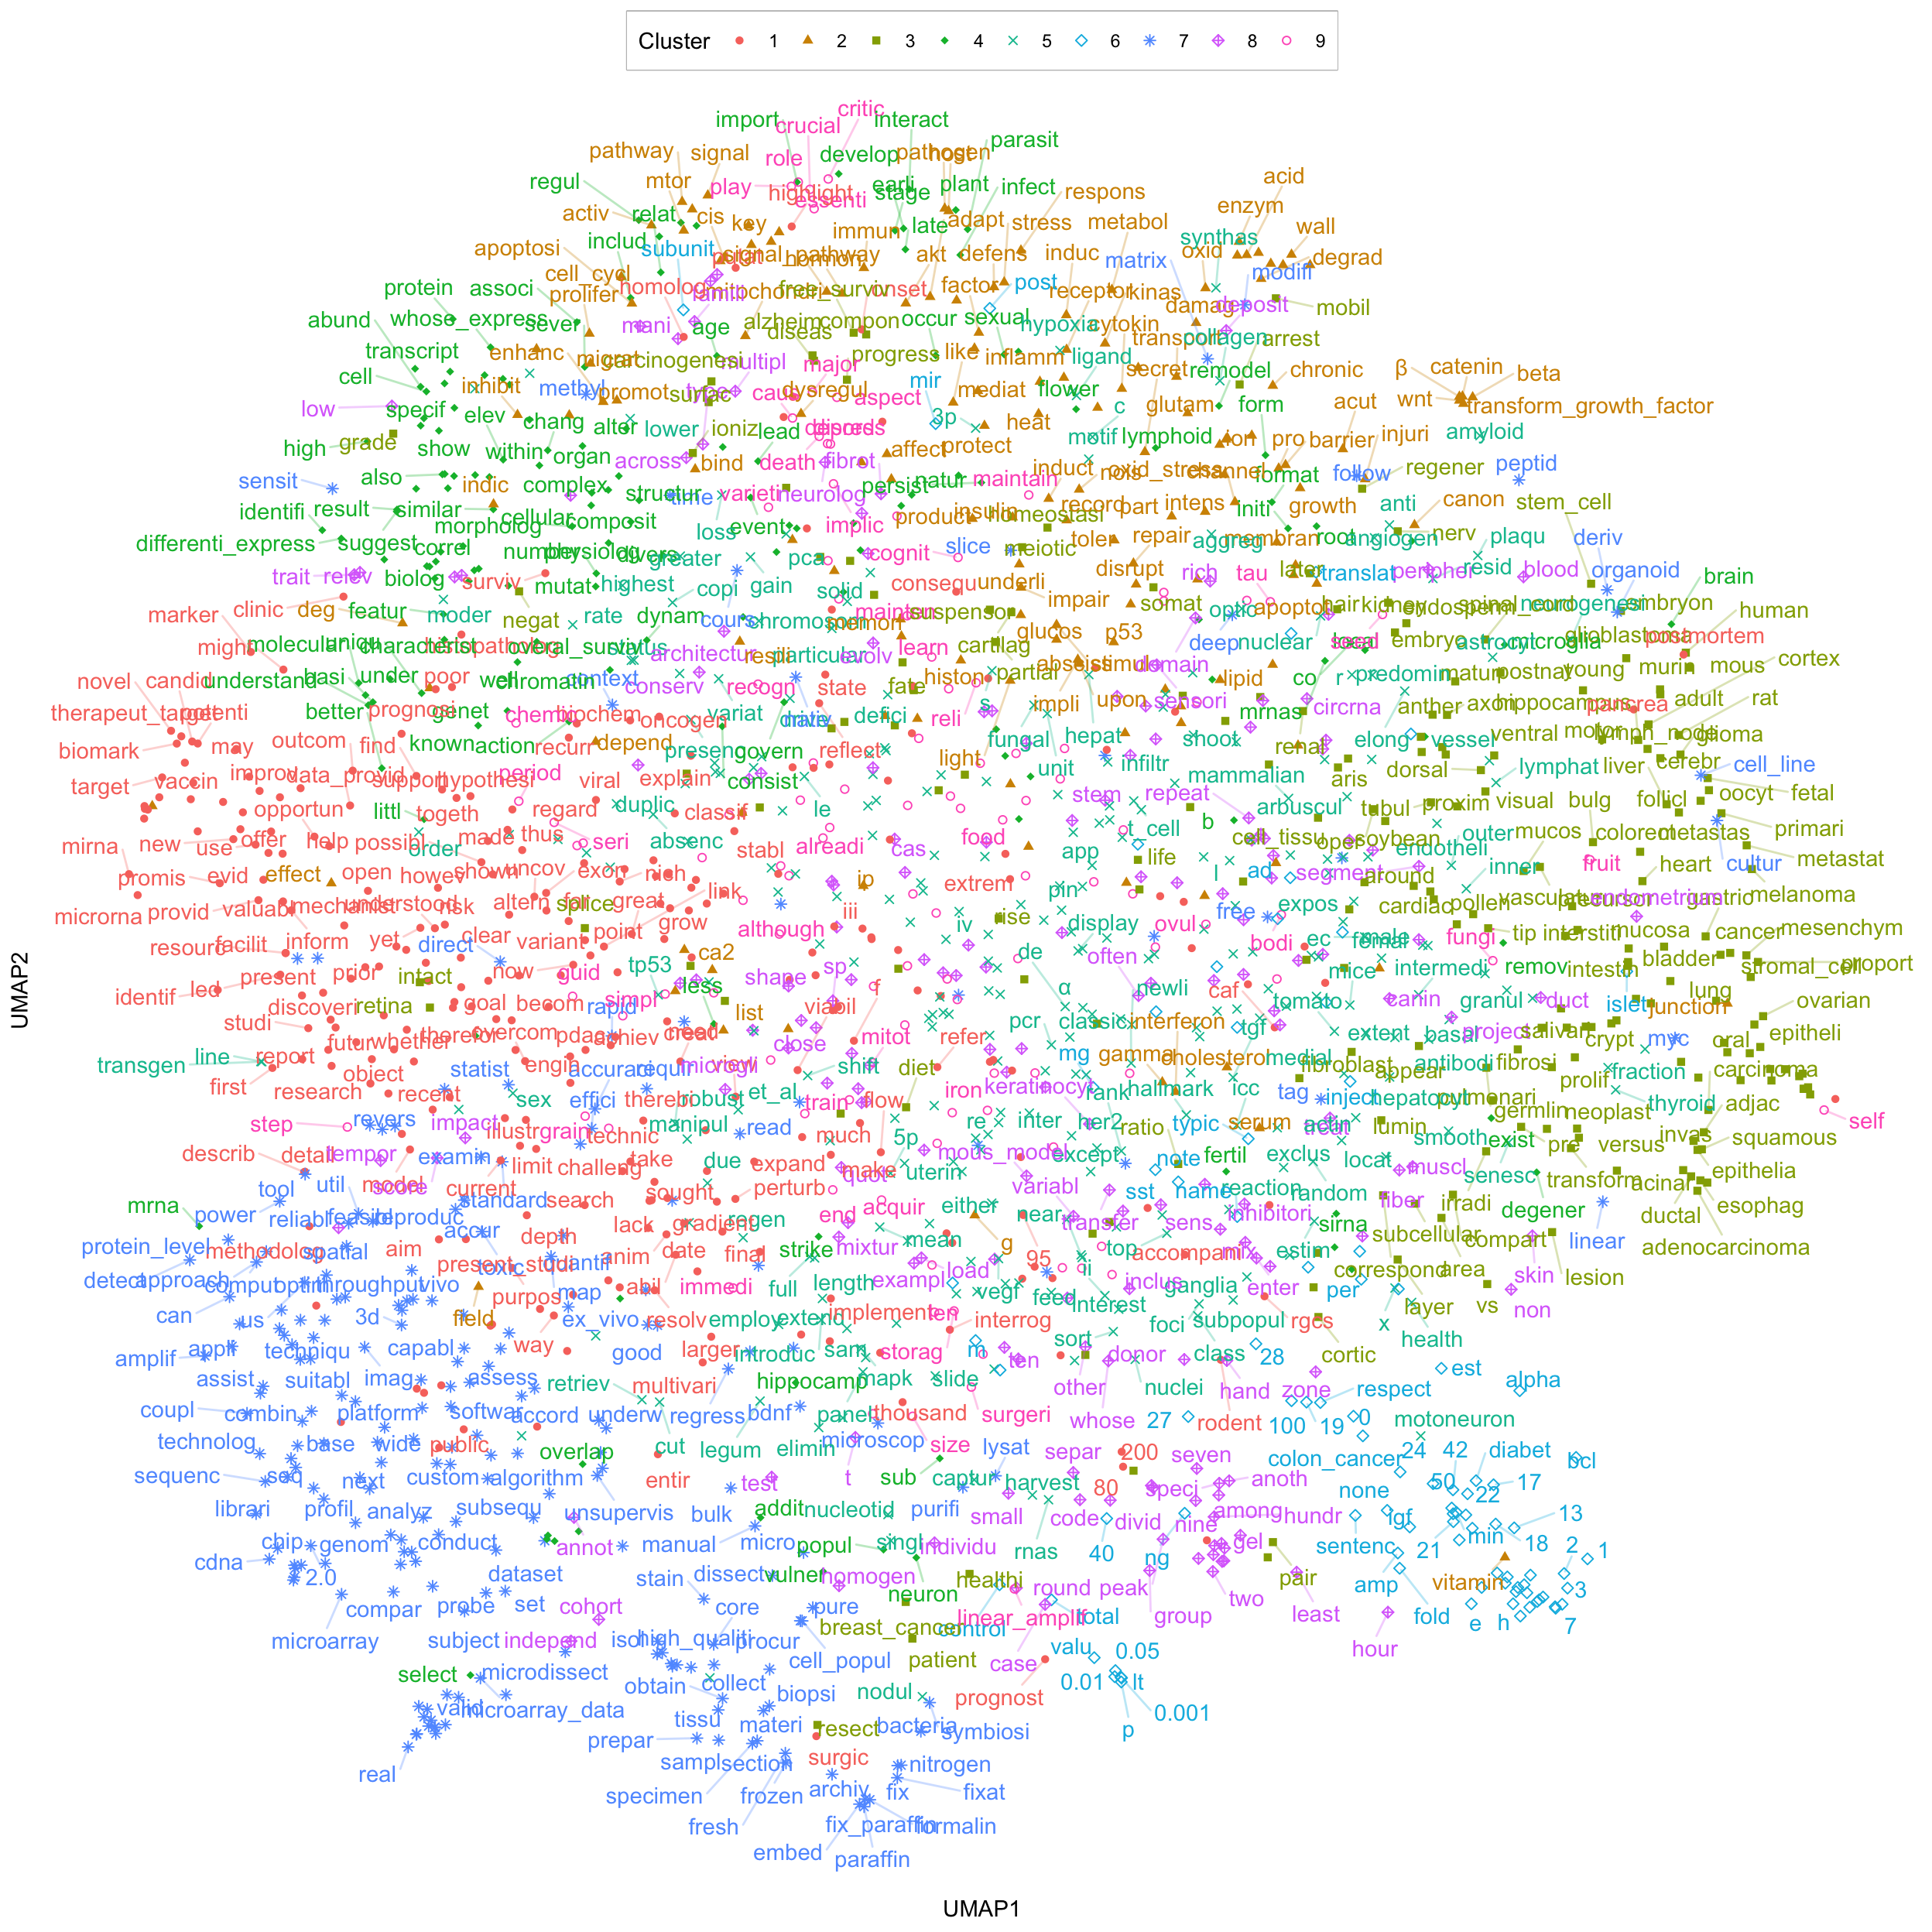 Cluster 1 2 3 4 5 6 7 8 9
critic
import crucial interact
pathway signal role develop host parasit
regul mtor play highlight earli stage plant infect respons acid
activ relat cis key essenti late adapt stress metabol enzym wall
apoptosi includ subunit immun akt defens induc matrix synthas oxid degrad
cell_cycl homolog hormon factor post receptor kinas modifi
protein associ prolifer free_surviv onset damag deposit mobil
abund whose_express sever mani age alzheim compon occur sexual hypoxia cytokin transport collagen arrest
transcript enhanc migrat carcinogenesi diseas progress like inflamm ligand remodel chronic β catenin beta
cell inhibit methyl promot multipl major mir mediat flower secret wnt transform_growth_factor
low specif elev chang alter lower ioniz lead dysregul aspect 3p heat c glutam form acut
high grade show within organ across bind death fibrot affect protect motif lymphoid ion pro barrier injuri amyloid
sensit also indic complex structur time varieti neurolog persist natur maintain induct oxid_stress channel format follow regener peptid
identifi result similar cellular composit loss event implic product insulin homeostasi record part intens initi growth anti canon stem_cell
differenti_express suggest correl morpholog number physiolog divers greater pca cognit slice meiotic toler repair aggreg membran root angiogen nerv plaqu deriv
trait relev biolog surviv mutat highest copi gain solid consequ underli disrupt rich tau later translat peripher resid blood organoid brain
marker clinic deg featur moder negat rate dynam cours chromosom suspensor impair somat optic apoptot hair kidney endosperm spinal_cord neurogenesi embryon human
might molecular characterist overal_surviv architectur particular evolv learn cartilag glucos p53 deep nuclear embryo astrocyt microglia glioblastoma postmortem
novel candid understand basi under poor well chromatin context conserv recogn state fate histon partial domain lipid co r predomin matur postnat young murin mous cortex
therapeut_target potenti better prognosi genet chemic biochem oncogen variat defici reli s impli upon sensori mrnas circrna anther axon hippocampus pancrea adult rat
biomark may outcom find known action recurr depend present govern reflect light fungal hepat shoot renal elong vessel ventral motor lymph_node glioma
target vaccin improv data_provid support hypothesi period viral explain consist unit infiltr mammalian aris dorsal lymphat liver cerebr cell_line
opportun littl togeth regard duplic classif le stem repeat arbuscul tubul proxim visual bulg follicl oocyt fetal
mirna new use offer help possibl order made thus seri absenc stabl alreadi cas food app t_cell b cell_tissu soybean endotheli outer mucos colorect metastas primari
promis evid effect open howev shown uncov exon link ip extrem pin life l ad segment around inner fruit heart cultur metastat
microrna provid valuabl mechanist understood risk altern far splice great grow although iii iv rise display free expos cardiac pollen vascular precursor endometrium gastric melanoma
resourc facilit inform yet direct clear variant point tp53 ca2 de often ovul bodi ec male fungi tip interstiti mucosa cancer mesenchym
identif led present prior intact now guid less shape sp f α newli caf mice intermedi remov intestin bladder stromal_cell proport
studi discoveri retina goal becom simpl rapid list viabil pcr classic interferon tgf tomato canin granul duct islet lung junction ovarian
transgen line report futur whether therefor overcom pdac achiev close mitot refer mg gamma cholesterol medial extent basal project salivari crypt myc oral epitheli
first research object recent statist engin accur requir shift diet keratinocyt rank hallmark icc fibroblast appear antibodi fibrosi prolif fraction carcinoma
step revers impact sex effici therebi robust et_al train flow iron inter her2 tag inject hepatocyt pulmonari germlin neoplast thyroid adjac self
describ detail tempor examin illustr grain technic manipul read much 5p re ratio typic serum lumin smooth exist pre versus invas squamous
mrna tool util score model current limit challeng take due expand make quot uterin mous_model except note fertil exclus locat muscl senesc transform acinar epithelia
power reliabl feasibl reproduc standard search sought perturb end acquir either variabl sst name reaction random fiber irradi degener ductal esophag
protein_level methodolog spatial aim accur depth lack gradient regen final strike mixtur mean near transfer sens inhibitori sirna subcellular compart linear adenocarcinoma
detect approach comput optim throughput vivo present_studi toxic quantif anim date full length exampl load g 95 top accompani mix estim correspond area skin lesion
can us 3d field purpos map abil immedi vegf feed ii interest inclus ganglia enter per layer vs non
amplif appli techniqu capabl way ex_vivo resolv employ extend implement interrog foci subpopul rgcs x health
assist suitabl imag assess good larger introduc sam storag m ten sort donor class 28 cortic est alpha
coupl combin platform softwar retriev multivari hippocamp mapk slide other nuclei hand zone respect
technolog base wide public accord underw regress bdnf panel thousand surgeri whose 27 rodent 100 19 0 motoneuron
sequenc seq next custom algorithm overlap cut legum elimin microscop size lysat separ 200 seven colon_cancer 24 42 diabet bcl
librari profil analyz subsequ entir test t sub captur harvest 80 speci anoth none 50 22 17
chip genom conduct unsupervis bulk addit nucleotid purifi small code divid nine among hundr igf min 13
cdna 2.0 dataset annot manual micro popul singl individu rnas 40 ng gel sentenc 21 18 2 1
compar probe set cohort stain dissect vulner homogen neuron healthi round peak two pair amp vitamin 3
microarray subject independ isol high_qualiti core pure procur breast_cancer control linear_amplif total group least fold e h 7
select microdissect obtain collect cell_popul patient case valu 0.05 hour
valid microarray_data tissu materi biopsi nodul prognost 0.01 lt 0.001
real prepar sampl section resect bacteria symbiosi p
specimen frozen surgic archiv fix nitrogen fixat
fresh fix_paraffin formalin
embed paraffin
UMAP2
UMAP1